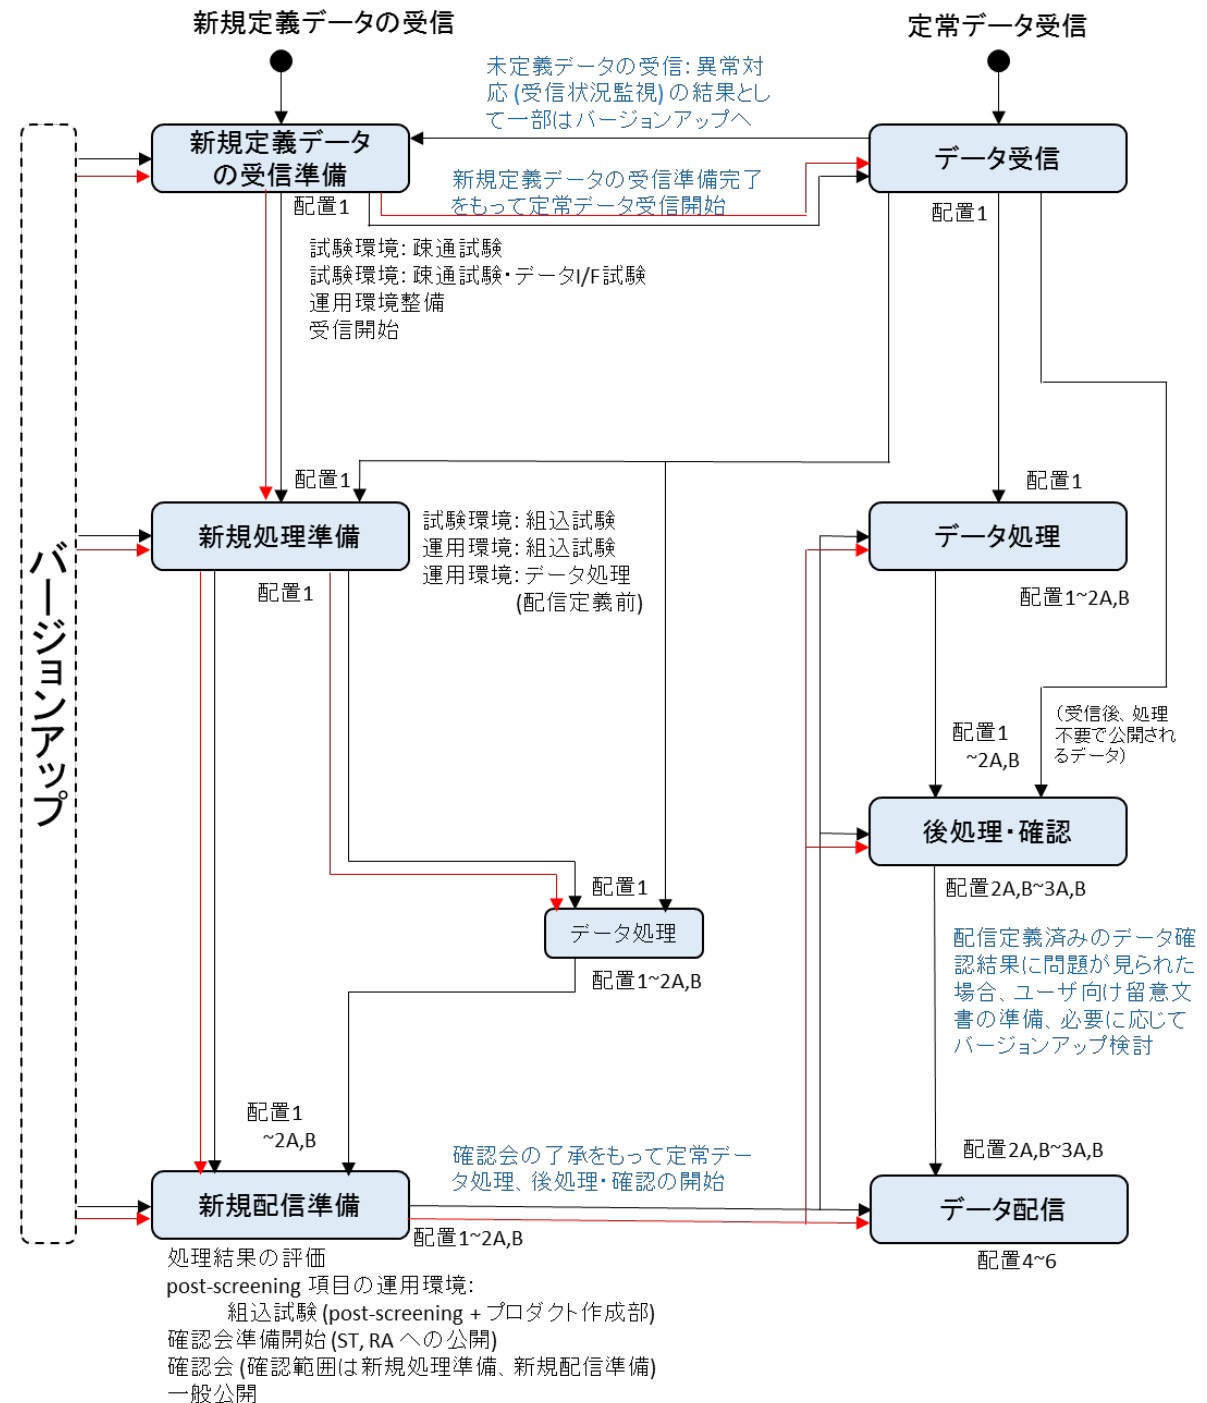 新規定義データの受信
定常データ受信
未定義データの受信: 異常対
応 (受信状況監視) の結果とし
て一部はバージョンアップへ
新規定義データ
の受信準備
データ受信
新規定義データの受信準備完了
をもって定常データ受信開始
配置1
配置1
試験環境: 疎通試験
試験環境: 疎通試験・データI/F試験
運用環境整備
受信開始
バージョンアップ
配置1
配置1
新規処理準備
試験環境: 組込試験
運用環境: 組込試験
運用環境: データ処理
(配信定義前)
データ処理
配置1
配置1~2A,B
配置1
~2A,B
（受信後、処理
不要で公開され
るデータ）
後処理・確認
配置1
配置2A,B~3A,B
データ処理
配置1~2A,B
配信定義済みのデータ確
認結果に問題が見られた
場合、ユーザ向け留意文
書の準備、必要に応じて
バージョンアップ検討
配置1
~2A,B
確認会の了承をもって定常デー
タ処理、後処理・確認の開始
配置2A,B~3A,B
新規配信準備
データ配信
配置1~2A,B
配置4~6
処理結果の評価
post-screening 項目の運用環境:
組込試験 (post-screening + プロダクト作成部)
確認会準備開始 (ST, RA への公開)
確認会 (確認範囲は新規処理準備、新規配信準備)
一般公開